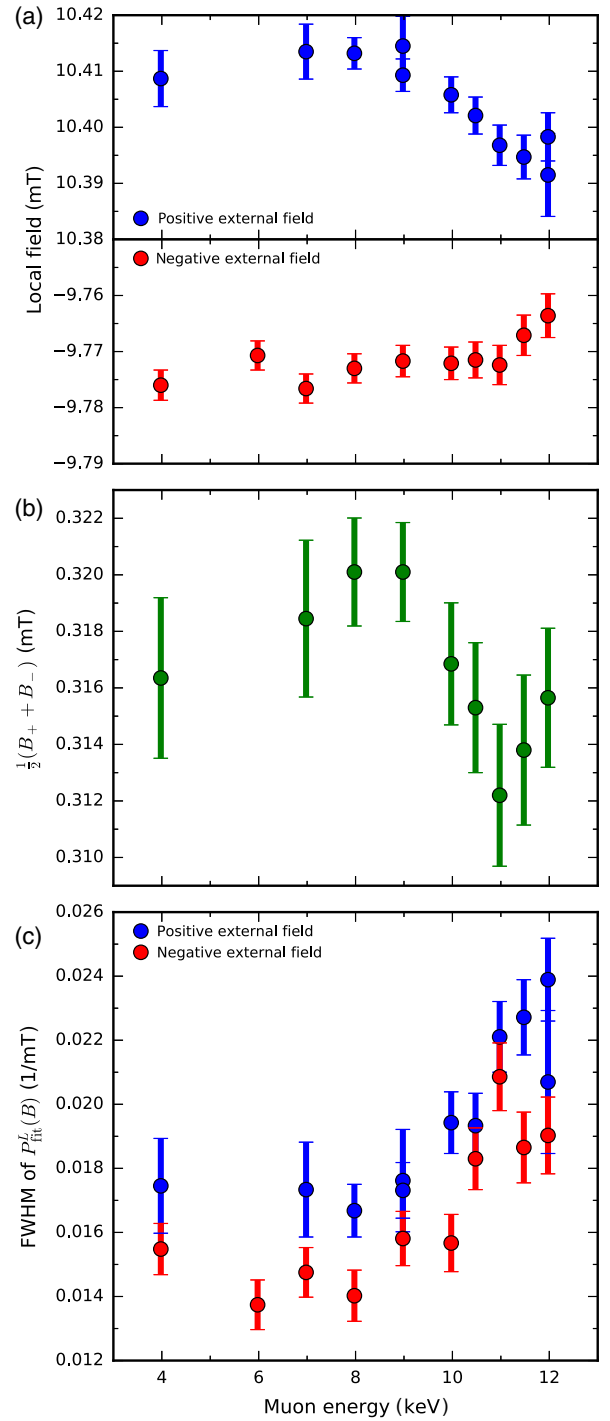 (a)
10.42
10.41
10.40
10.39
10.38
Local field (mT)
Positive external field
Negative external field
−9.76
−9.77
−9.78
−9.79
(b)
0.322
0.320
0.318
0.316
0.314
0.312
0.310
½(B₊ + B₋) (mT)
(c)
0.026
0.024
0.022
0.020
0.018
0.016
0.014
0.012
FWHM of P^L_fit(B) (1/mT)
Positive external field
Negative external field
4 6 8 10 12
Muon energy (keV)